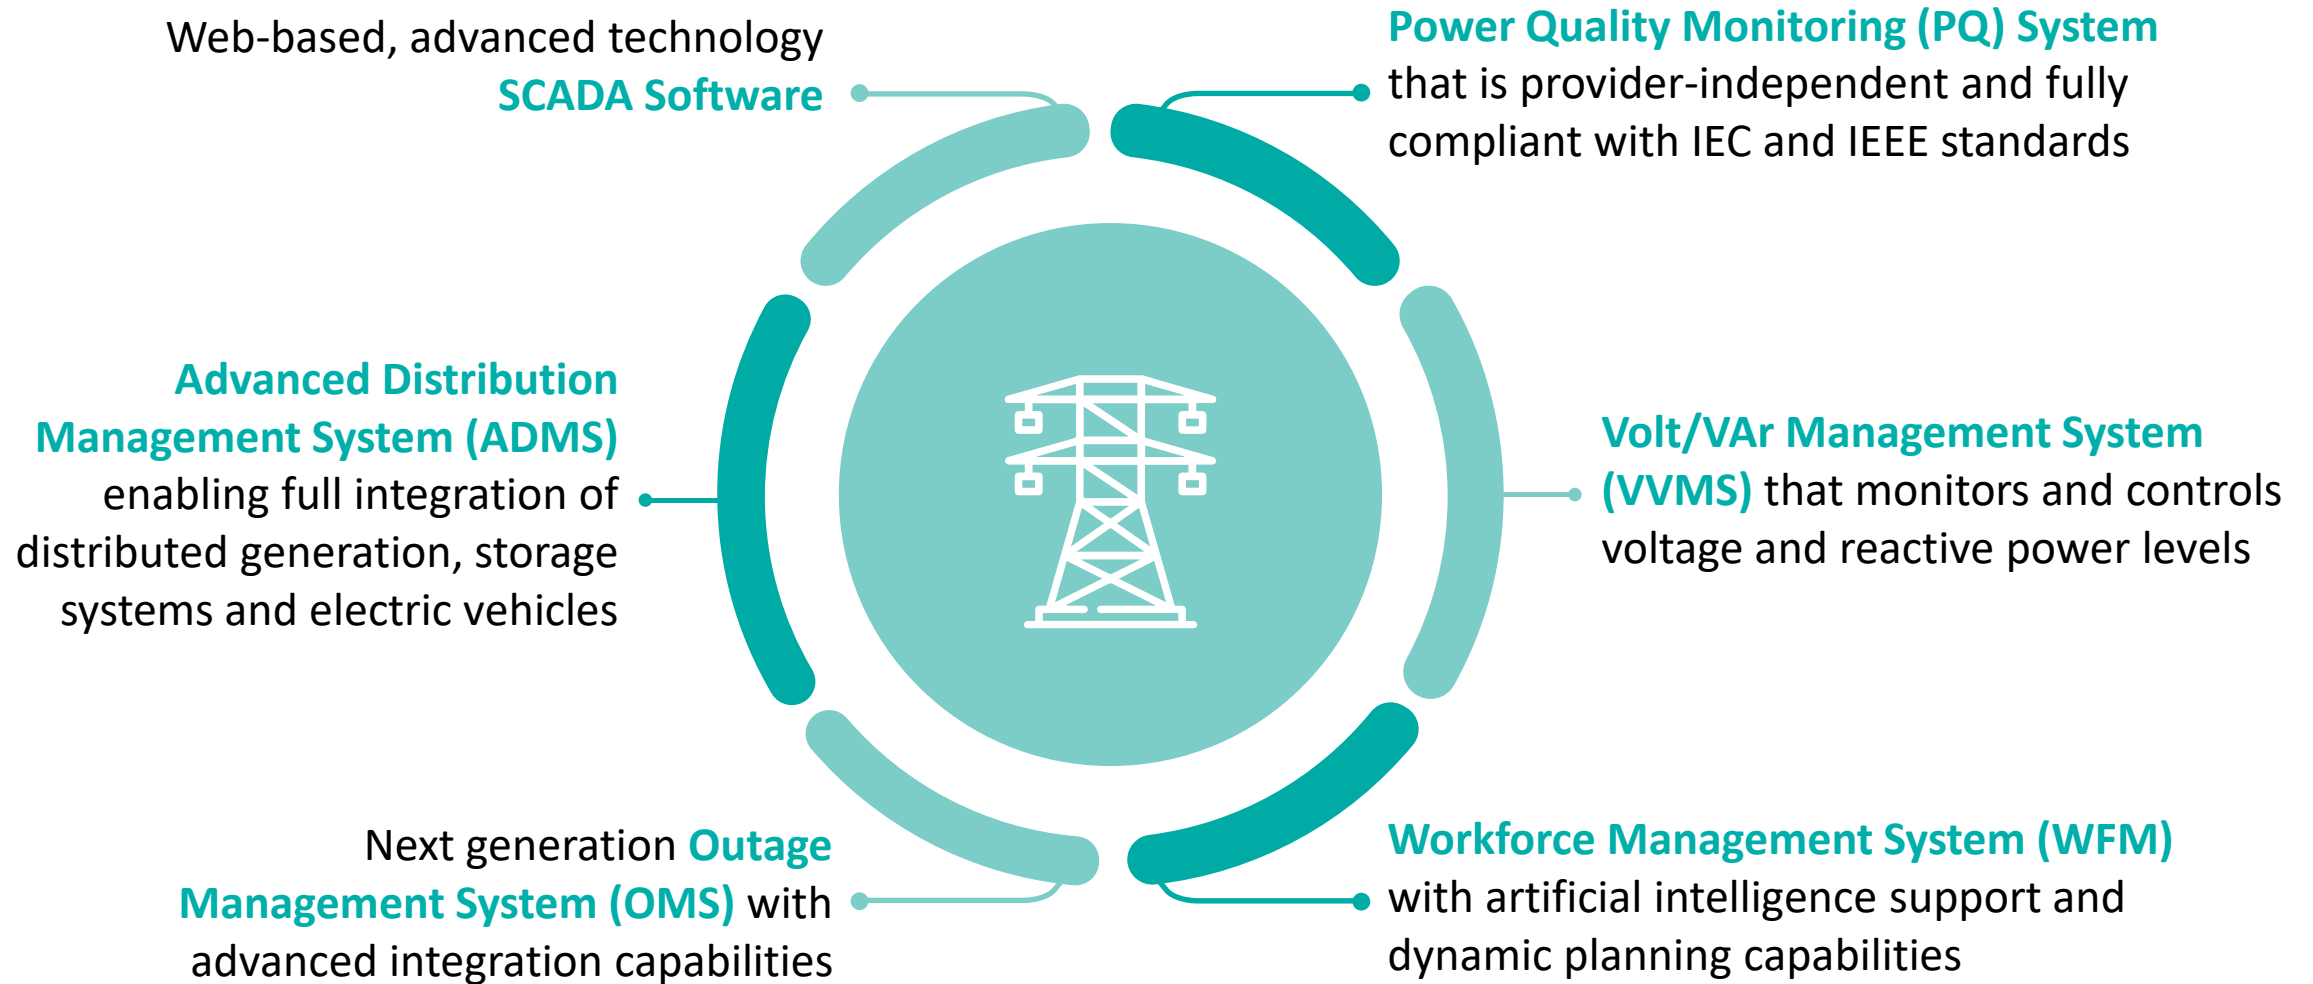 Web-based, advanced technology
SCADA Software
Power Quality Monitoring (PQ) System
that is provider-independent and fully
compliant with IEC and IEEE standards
Advanced Distribution
Management System (ADMS)
enabling full integration of
distributed generation, storage
systems and electric vehicles
Volt/VAr Management System
(VVMS) that monitors and controls
voltage and reactive power levels
Next generation Outage
Management System (OMS) with
advanced integration capabilities
Workforce Management System (WFM)
with artificial intelligence support and
dynamic planning capabilities